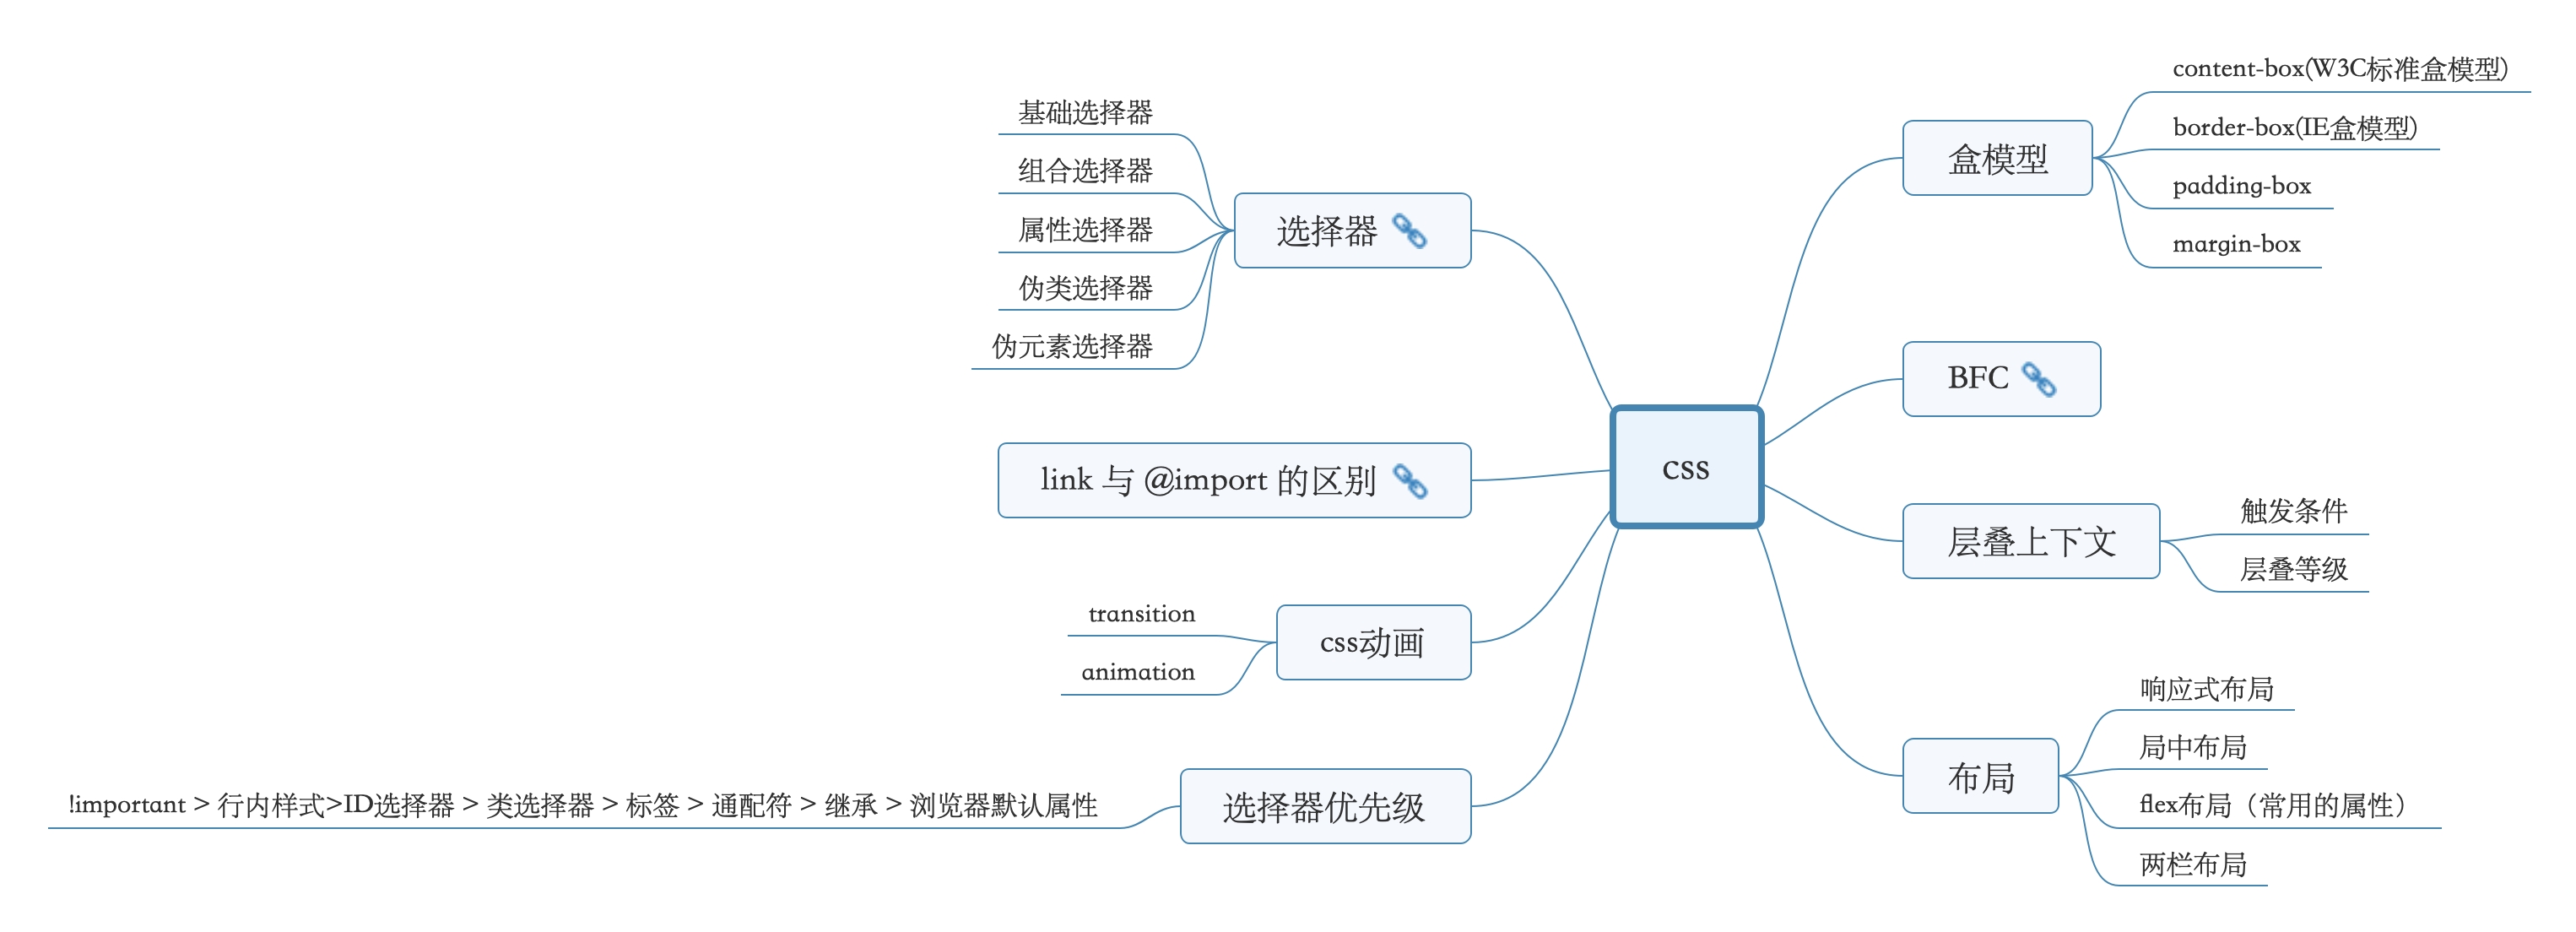 css
选择器
基础选择器
组合选择器
属性选择器
伪类选择器
伪元素选择器
link 与 @import 的区别
css动画
transition
animation
选择器优先级
!important > 行内样式>ID选择器 > 类选择器 > 标签 > 通配符 > 继承 > 浏览器默认属性
盒模型
content-box(W3C标准盒模型)
border-box(IE盒模型)
padding-box
margin-box
BFC
层叠上下文
触发条件
层叠等级
布局
响应式布局
局中布局
flex布局（常用的属性）
两栏布局